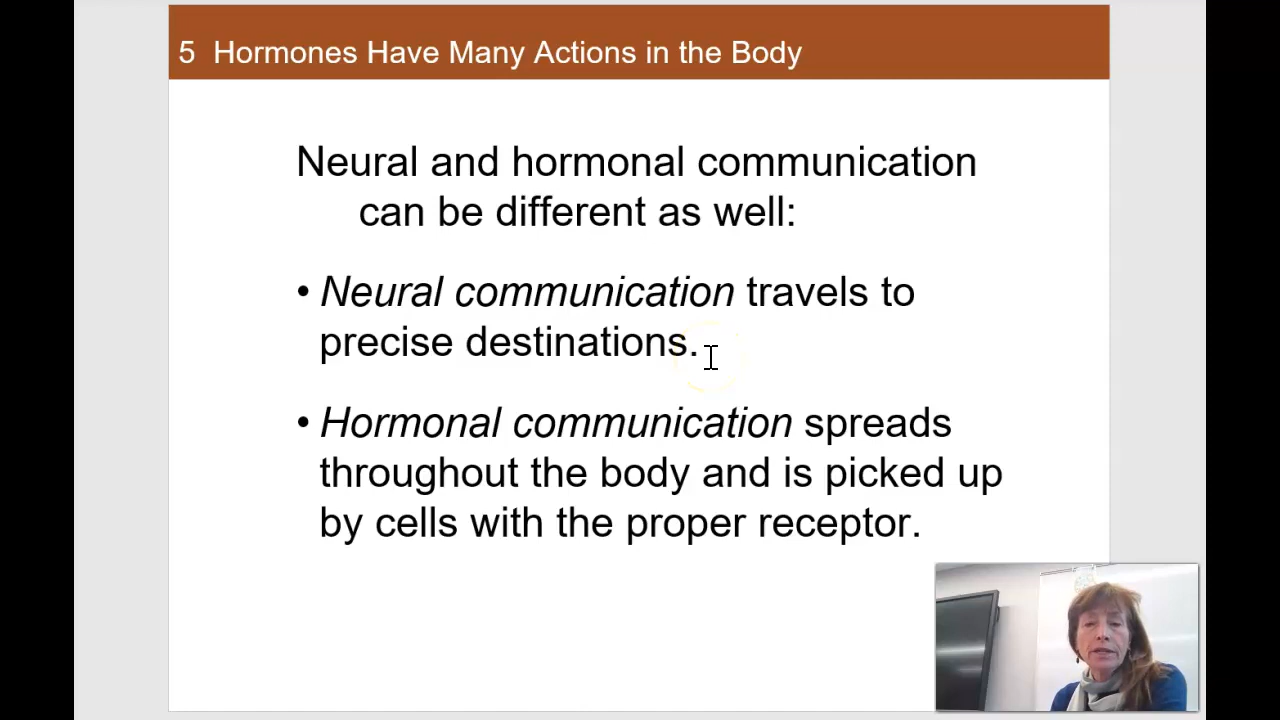 5 Hormones Have Many Actions in the Body
Neural and hormonal communication
can be different as well:
• Neural communication travels to
precise destinations.
• Hormonal communication spreads
throughout the body and is picked up
by cells with the proper receptor.